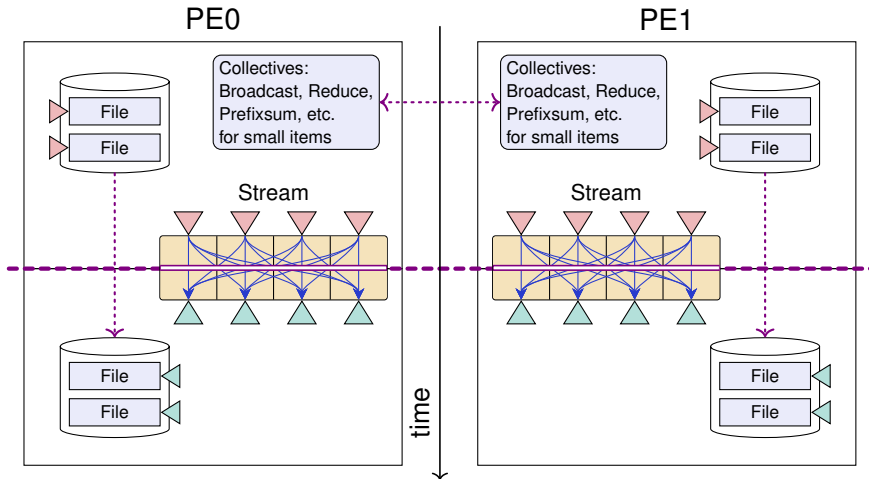 PE0
PE1
Collectives:
Broadcast, Reduce,
Prefixsum, etc.
for small items
Collectives:
Broadcast, Reduce,
Prefixsum, etc.
for small items
File
File
File
File
Stream
Stream
File
File
File
File
time